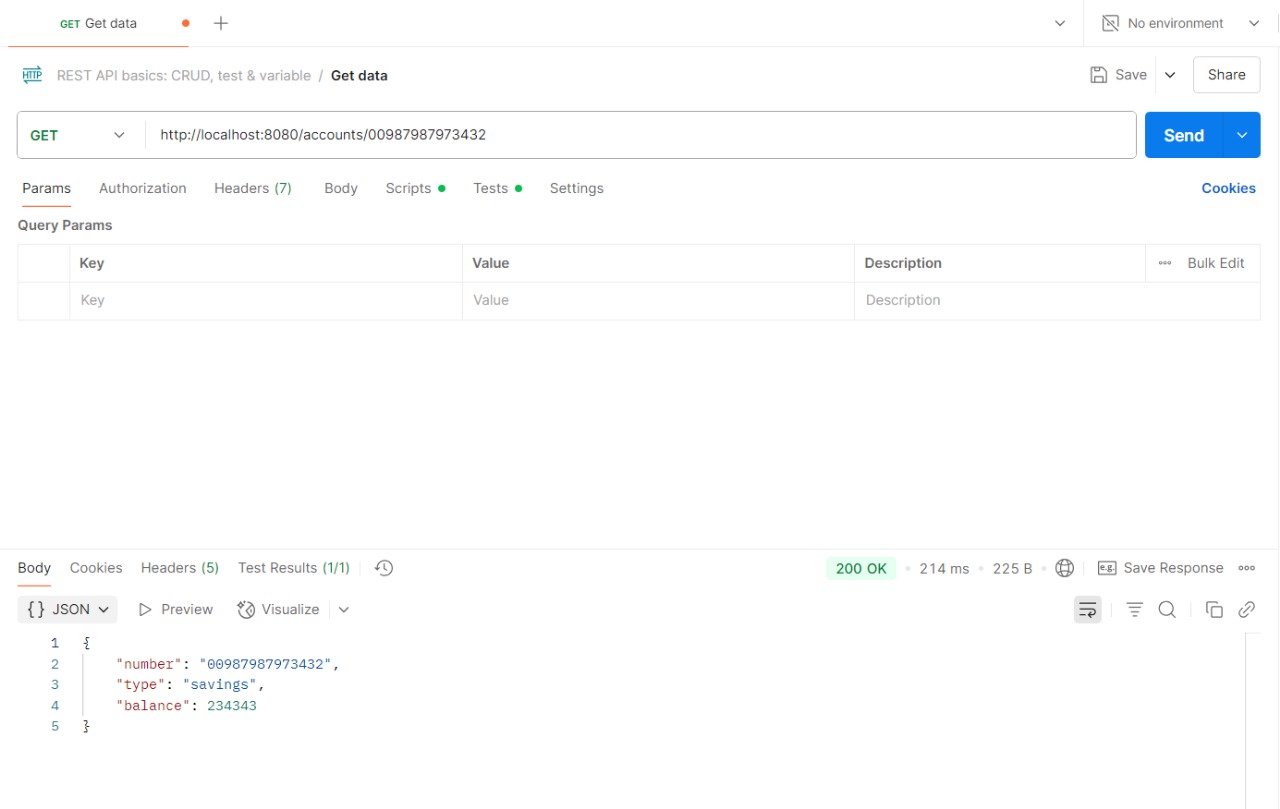 GET Get data
No environment
HTTP REST API basics: CRUD, test & variable / Get data
Save
Share
GET
http://localhost:8080/accounts/00987987973432
Send
Params Authorization Headers (7) Body Scripts Tests Settings
Cookies
Query Params
Key Value Description Bulk Edit
Key Value Description
Body Cookies Headers (5) Test Results (1/1)
200 OK • 214 ms • 225 B • e.g. Save Response
{} JSON Preview Visualize
1 {
2 "number": "00987987973432",
3 "type": "savings",
4 "balance": 234343
5 }